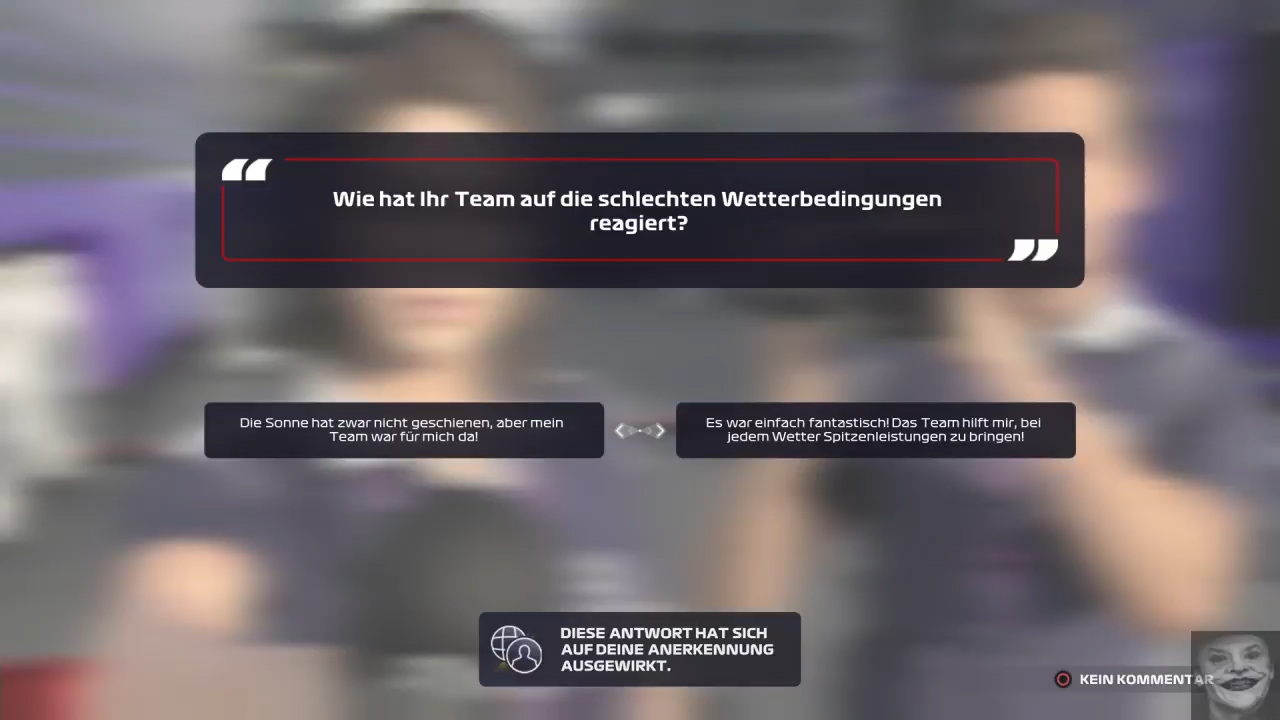 Wie hat Ihr Team auf die schlechten Wetterbedingungen
reagiert?
Die Sonne hat zwar nicht geschienen, aber mein
Team war für mich da!
Es war einfach fantastisch! Das Team hilft mir, bei
jedem Wetter Spitzenleistungen zu bringen!
DIESE ANTWORT HAT SICH
AUF DEINE ANERKENNUNG
AUSGEWIRKT.
KEIN KOMMENTAR